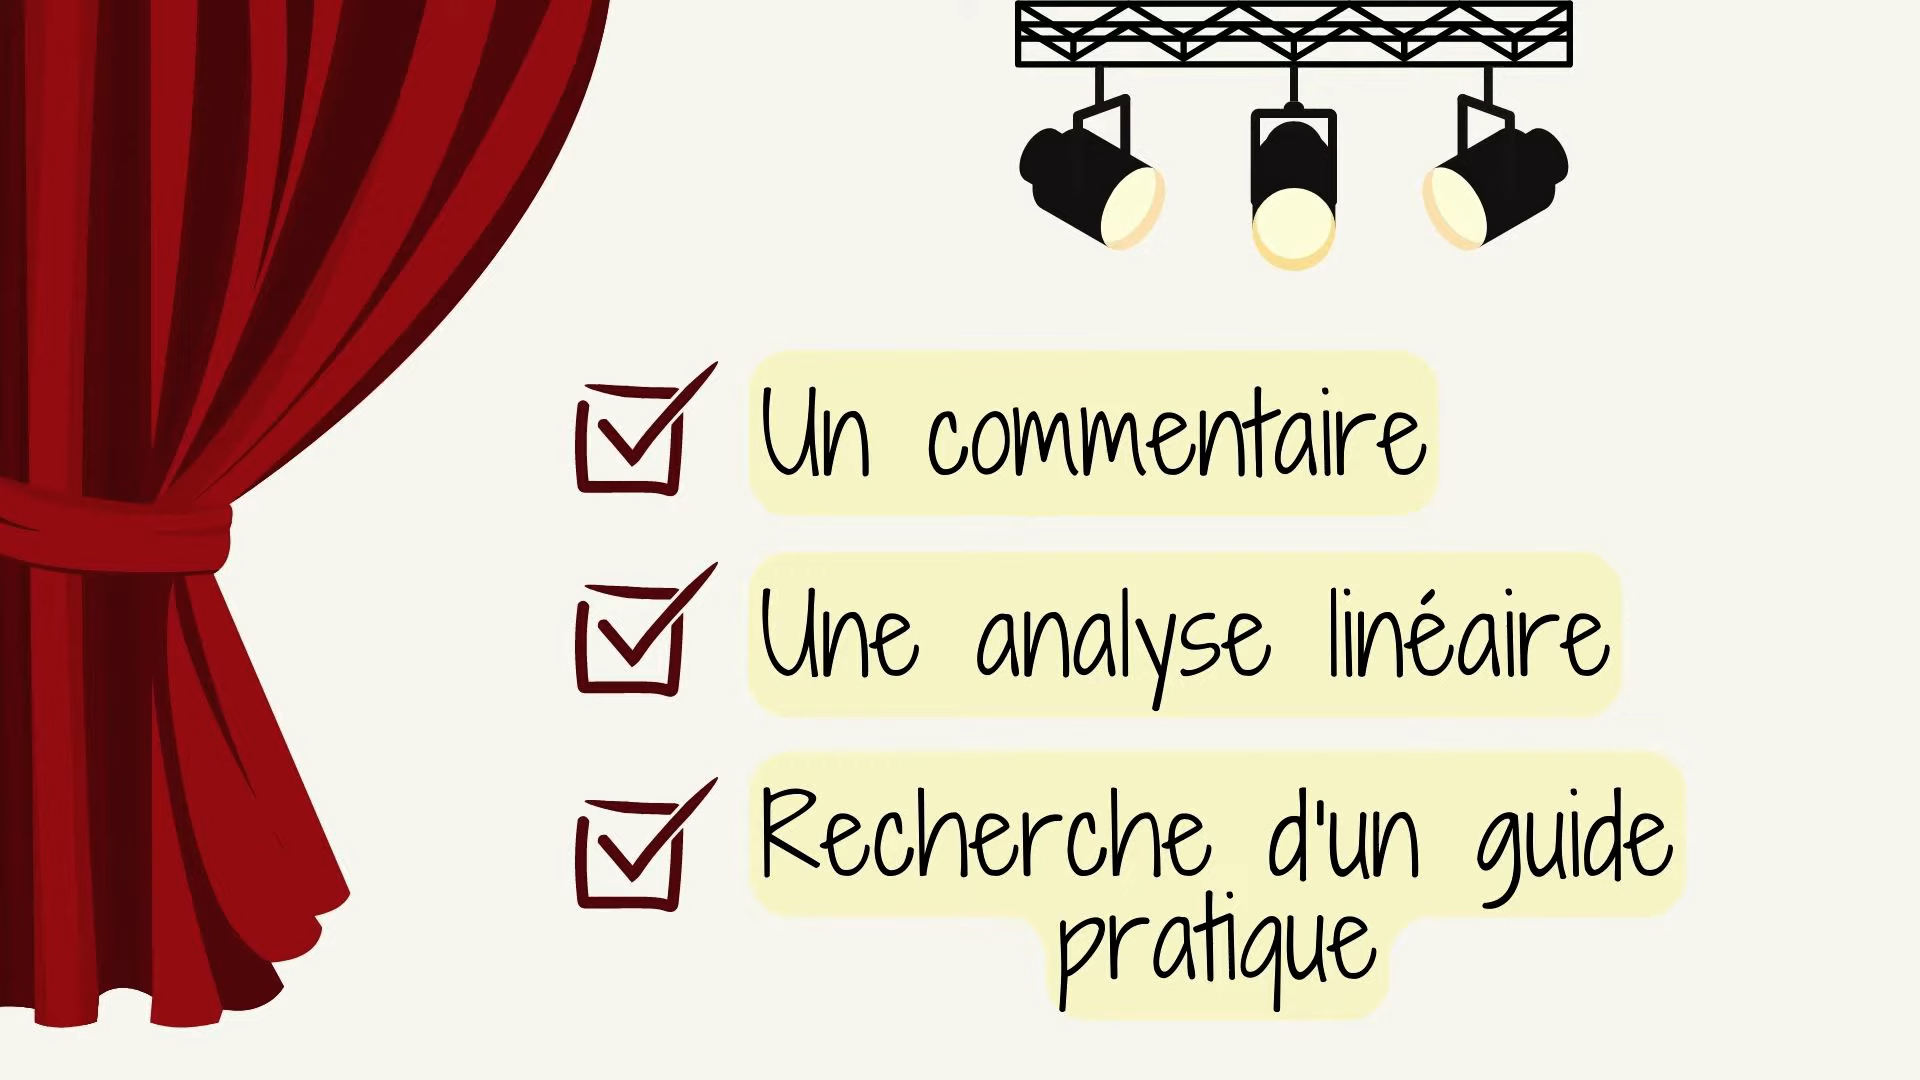 Un commentaire
Une analyse linéaire
Recherche d'un guide
pratique